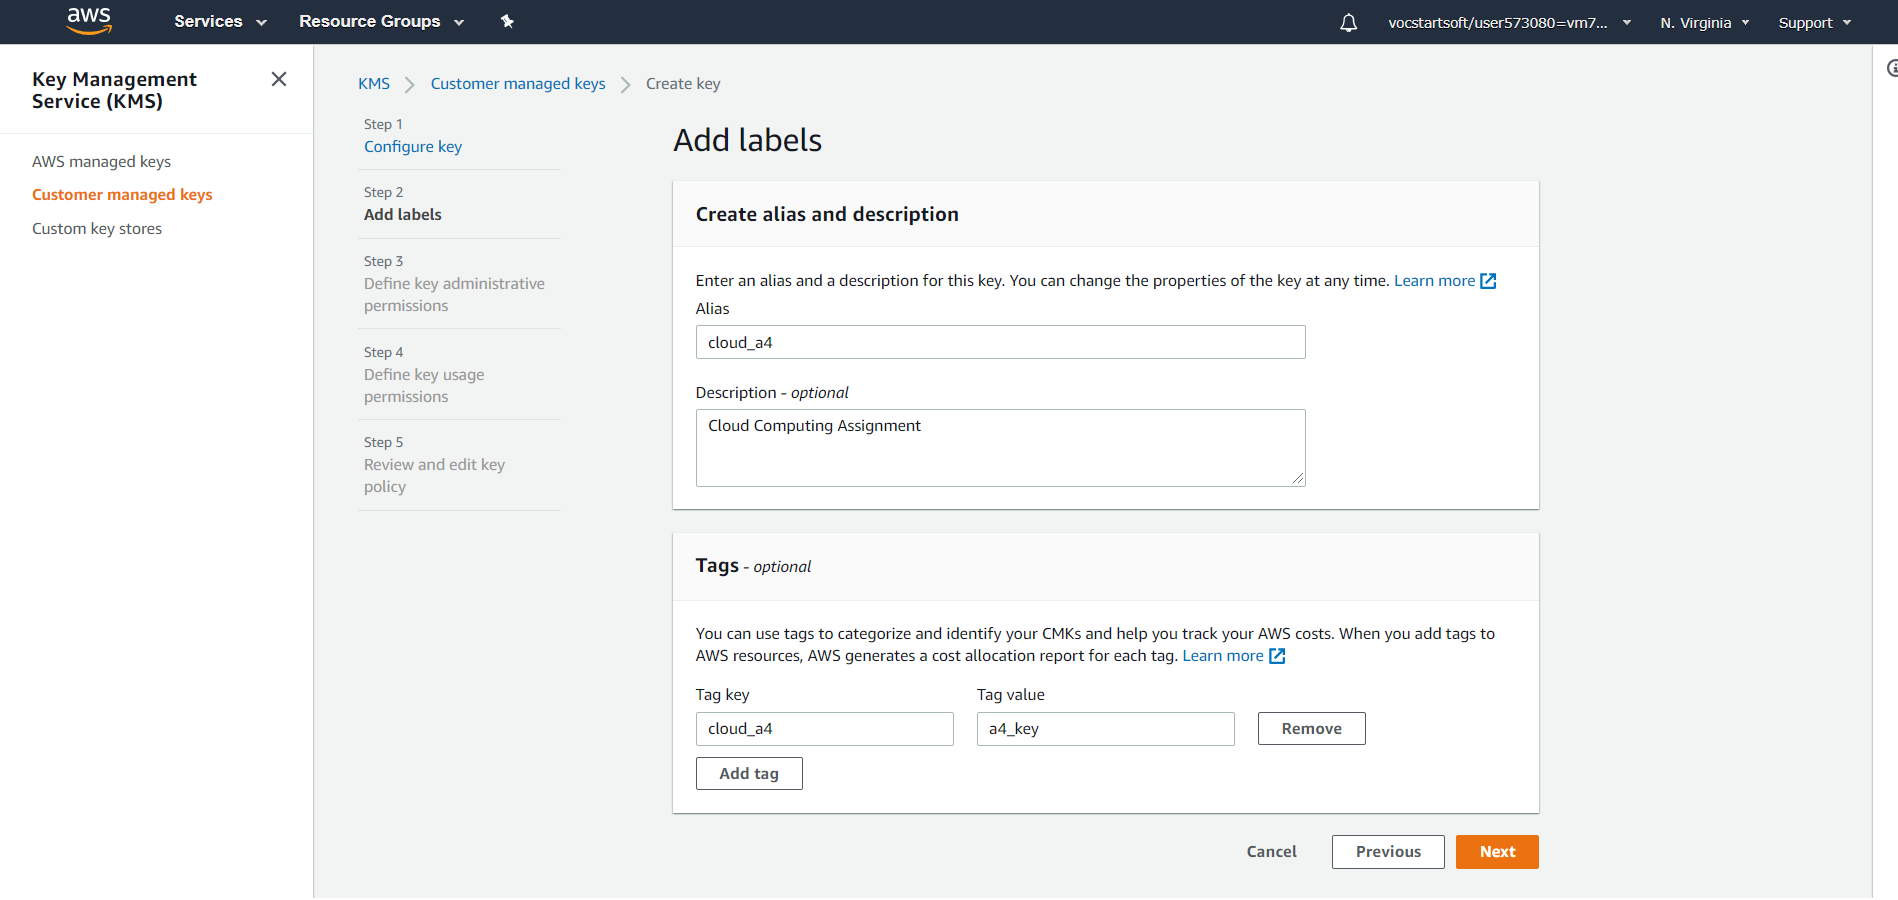 aws Services Resource Groups vocstartsoft/user573080=vm7... N. Virginia Support
Key Management
Service (KMS)
AWS managed keys
Customer managed keys
Custom key stores
KMS Customer managed keys Create key
Step 1
Configure key
Step 2
Add labels
Step 3
Define key administrative
permissions
Step 4
Define key usage
permissions
Step 5
Review and edit key
policy
Add labels
Create alias and description
Enter an alias and a description for this key. You can change the properties of the key at any time. Learn more
Alias
cloud_a4
Description - optional
Cloud Computing Assignment
Tags - optional
You can use tags to categorize and identify your CMKs and help you track your AWS costs. When you add tags to
AWS resources, AWS generates a cost allocation report for each tag. Learn more
Tag key Tag value
cloud_a4 a4_key Remove
Add tag
Cancel Previous Next